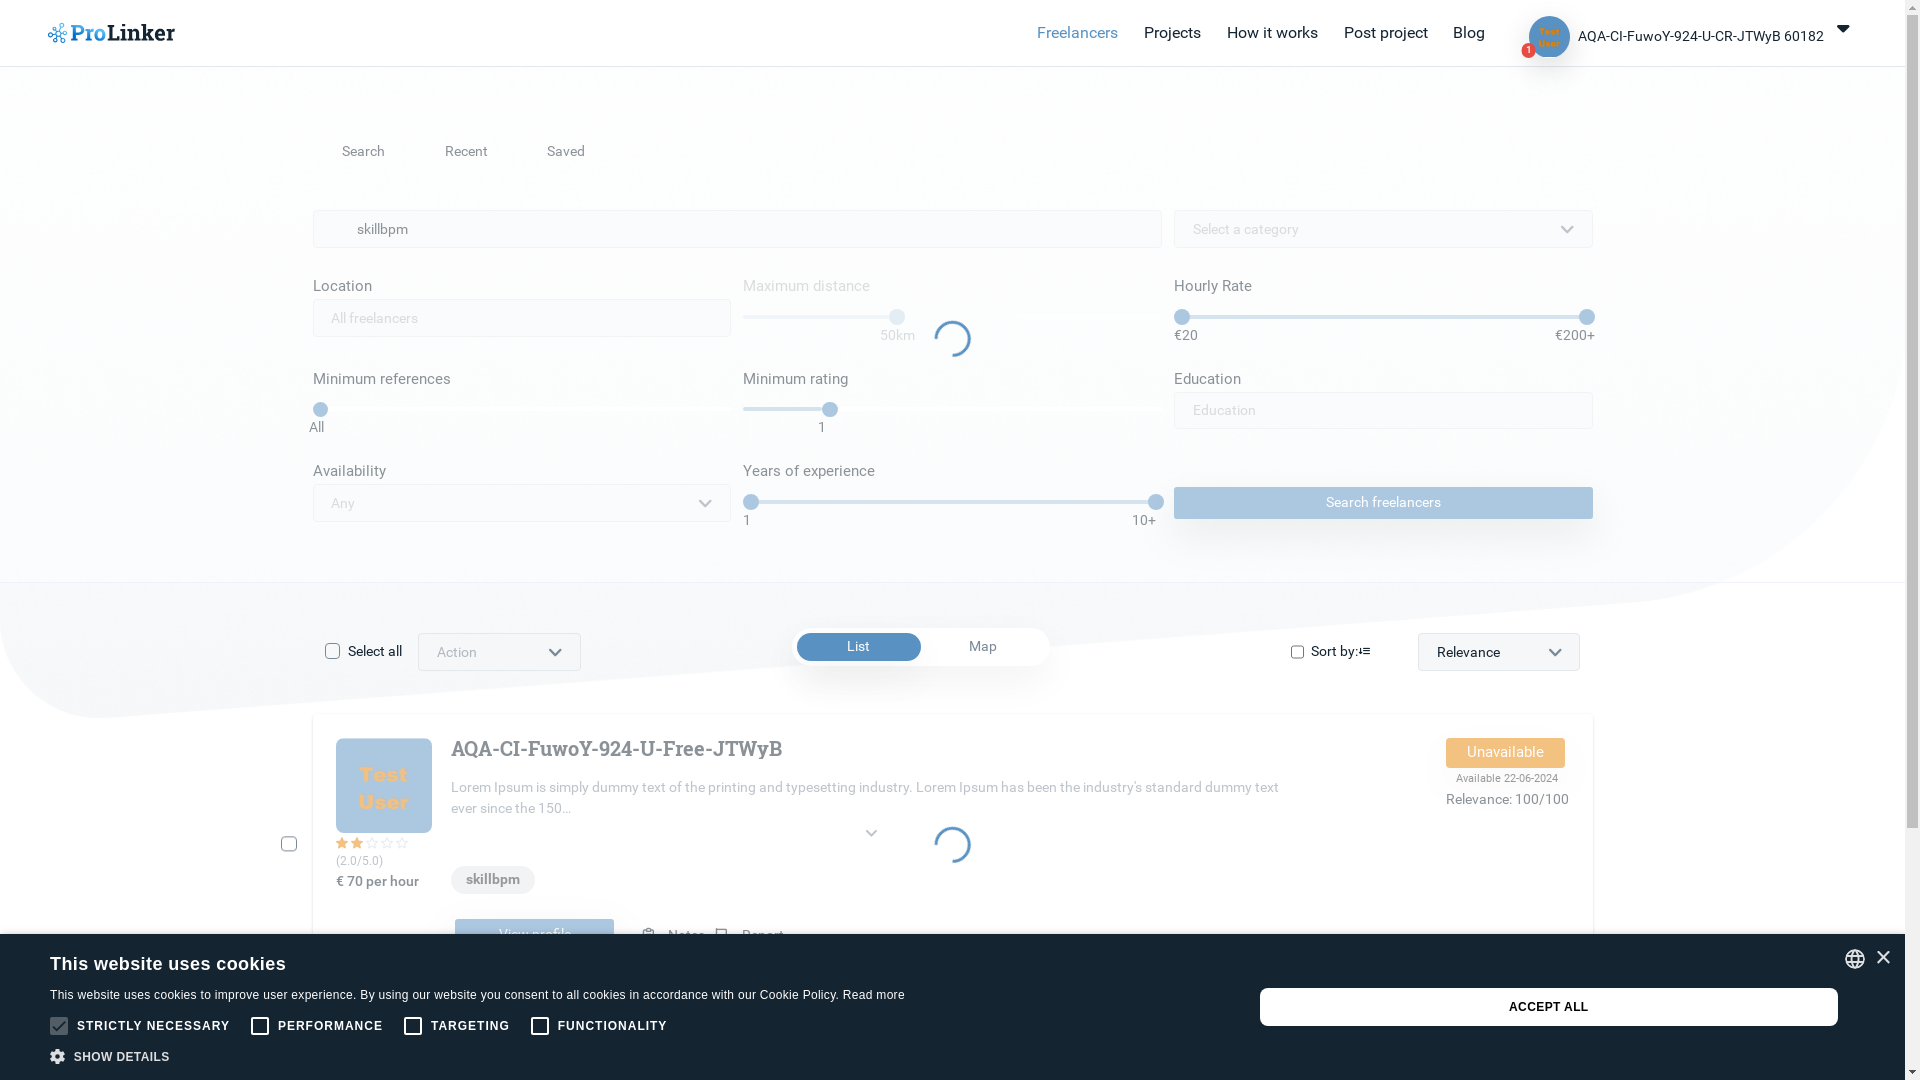 ProLinker
Freelancers
Projects
How it works
Post project
Blog
Test
User
1
AQA-CI-FuwoY-924-U-CR-JTWyB 60182
Search
Recent
Saved
skillbpm
Select a category
Location
Maximum distance
Hourly Rate
All freelancers
50km
€20
€200+
Minimum references
Minimum rating
Education
Education
All
1
Availability
Years of experience
Any
1
10+
Search freelancers
Select all
Action
List
Map
Sort by:
Relevance
Test
User
AQA-CI-FuwoY-924-U-Free-JTWyB
Unavailable
Available 22-06-2024
Relevance: 100/100
Lorem Ipsum is simply dummy text of the printing and typesetting industry. Lorem Ipsum has been the industry's standard dummy text
ever since the 150...
(2.0/5.0)
€ 70 per hour
skillbpm
View profile
Notes
Report
This website uses cookies
This website uses cookies to improve user experience. By using our website you consent to all cookies in accordance with our Cookie Policy. Read more
STRICTLY NECESSARY
PERFORMANCE
TARGETING
FUNCTIONALITY
SHOW DETAILS
ACCEPT ALL